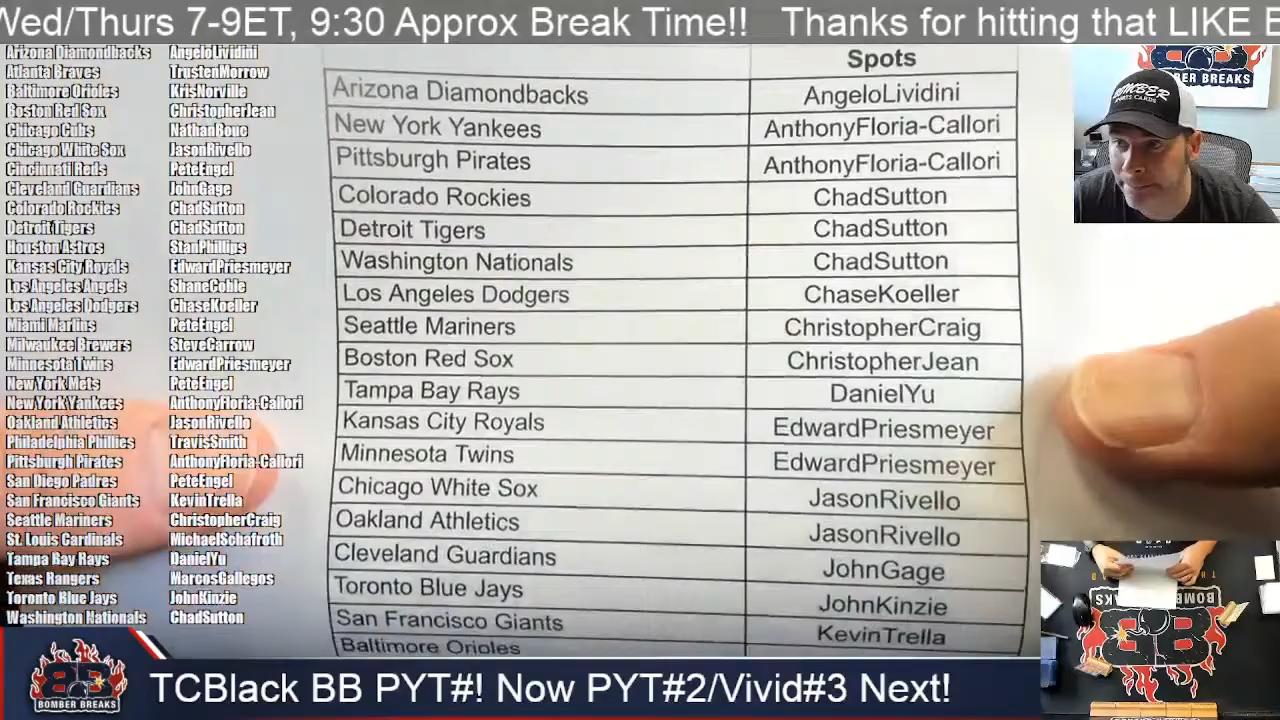 Wed/Thurs 7-9ET, 9:30 Approx Break Time!! Thanks for hitting that LIKE B
Arizona Diamondbacks AngeloLividini
Atlanta Braves TrustenMorrow
Baltimore Orioles KrisNorville
Boston Red Sox ChristopherJean
Chicago Cubs NathanBoue
Chicago White Sox JasonRivello
Cincinnati Reds PeteEngel
Cleveland Guardians JohnGage
Colorado Rockies ChadSutton
Detroit Tigers ChadSutton
Houston Astros StanPhillips
Kansas City Royals EdwardPriesmeyer
Los Angeles Angels ShaneCoble
Los Angeles Dodgers ChaseKoeller
Miami Marlins PeteEngel
Milwaukee Brewers SteveCarrow
Minnesota Twins EdwardPriesmeyer
New York Mets PeteEngel
New York Yankees AnthonyFloria-Callori
Oakland Athletics JasonRivello
Philadelphia Phillies TravisSmith
Pittsburgh Pirates AnthonyFloria-Callori
San Diego Padres PeteEngel
San Francisco Giants KevinTrella
Seattle Mariners ChristopherCraig
St. Louis Cardinals MichaelSchafroth
Tampa Bay Rays DanielYu
Texas Rangers MarcosGallegos
Toronto Blue Jays JohnKinzie
Washington Nationals ChadSutton
Spots
Arizona Diamondbacks AngeloLividini
New York Yankees AnthonyFloria-Callori
Pittsburgh Pirates AnthonyFloria-Callori
Colorado Rockies ChadSutton
Detroit Tigers ChadSutton
Washington Nationals ChadSutton
Los Angeles Dodgers ChaseKoeller
Seattle Mariners ChristopherCraig
Boston Red Sox ChristopherJean
Tampa Bay Rays DanielYu
Kansas City Royals EdwardPriesmeyer
Minnesota Twins EdwardPriesmeyer
Chicago White Sox JasonRivello
Oakland Athletics JasonRivello
Cleveland Guardians JohnGage
Toronto Blue Jays JohnKinzie
San Francisco Giants KevinTrella
Baltimore Orioles
BOMBER BREAKS
BOMBER
SPORTS CARDS
BOMBER BREAKS
BB
BOMBER BREAKS
TCBlack BB PYT#! Now PYT#2/Vivid#3 Next!